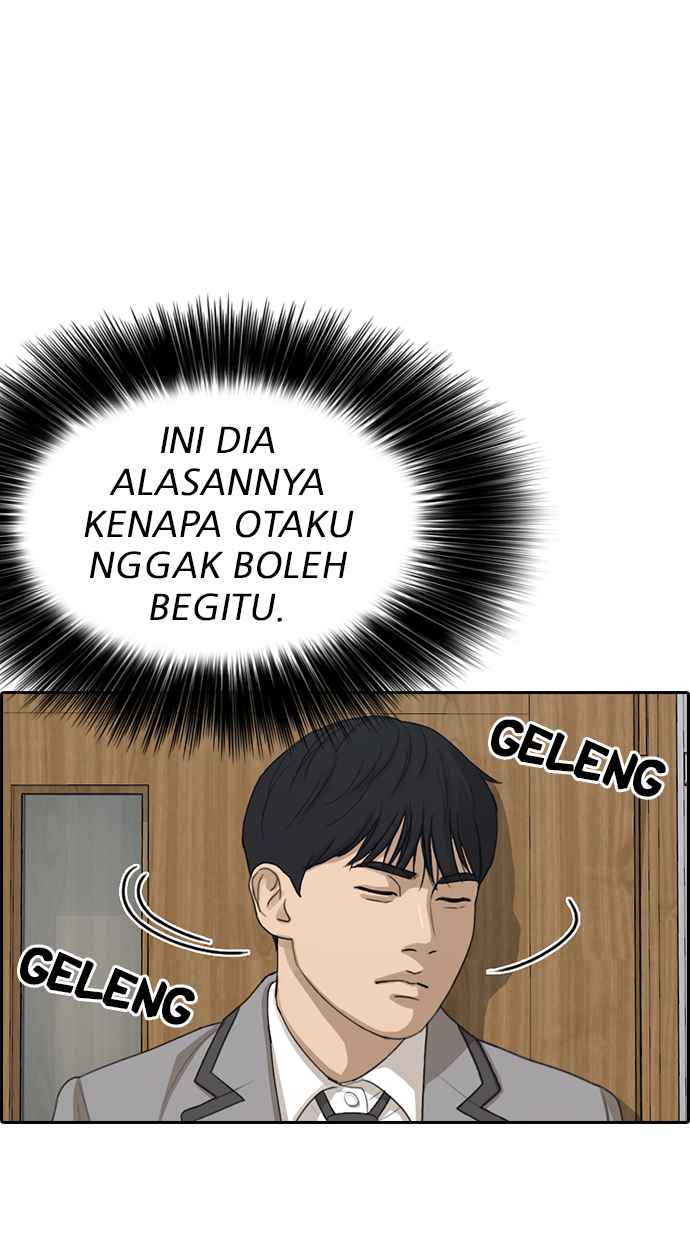 INI DIA
ALASANNYA
KENAPA OTAKU
NGGAK BOLEH
BEGITU.
GELENG
GELENG